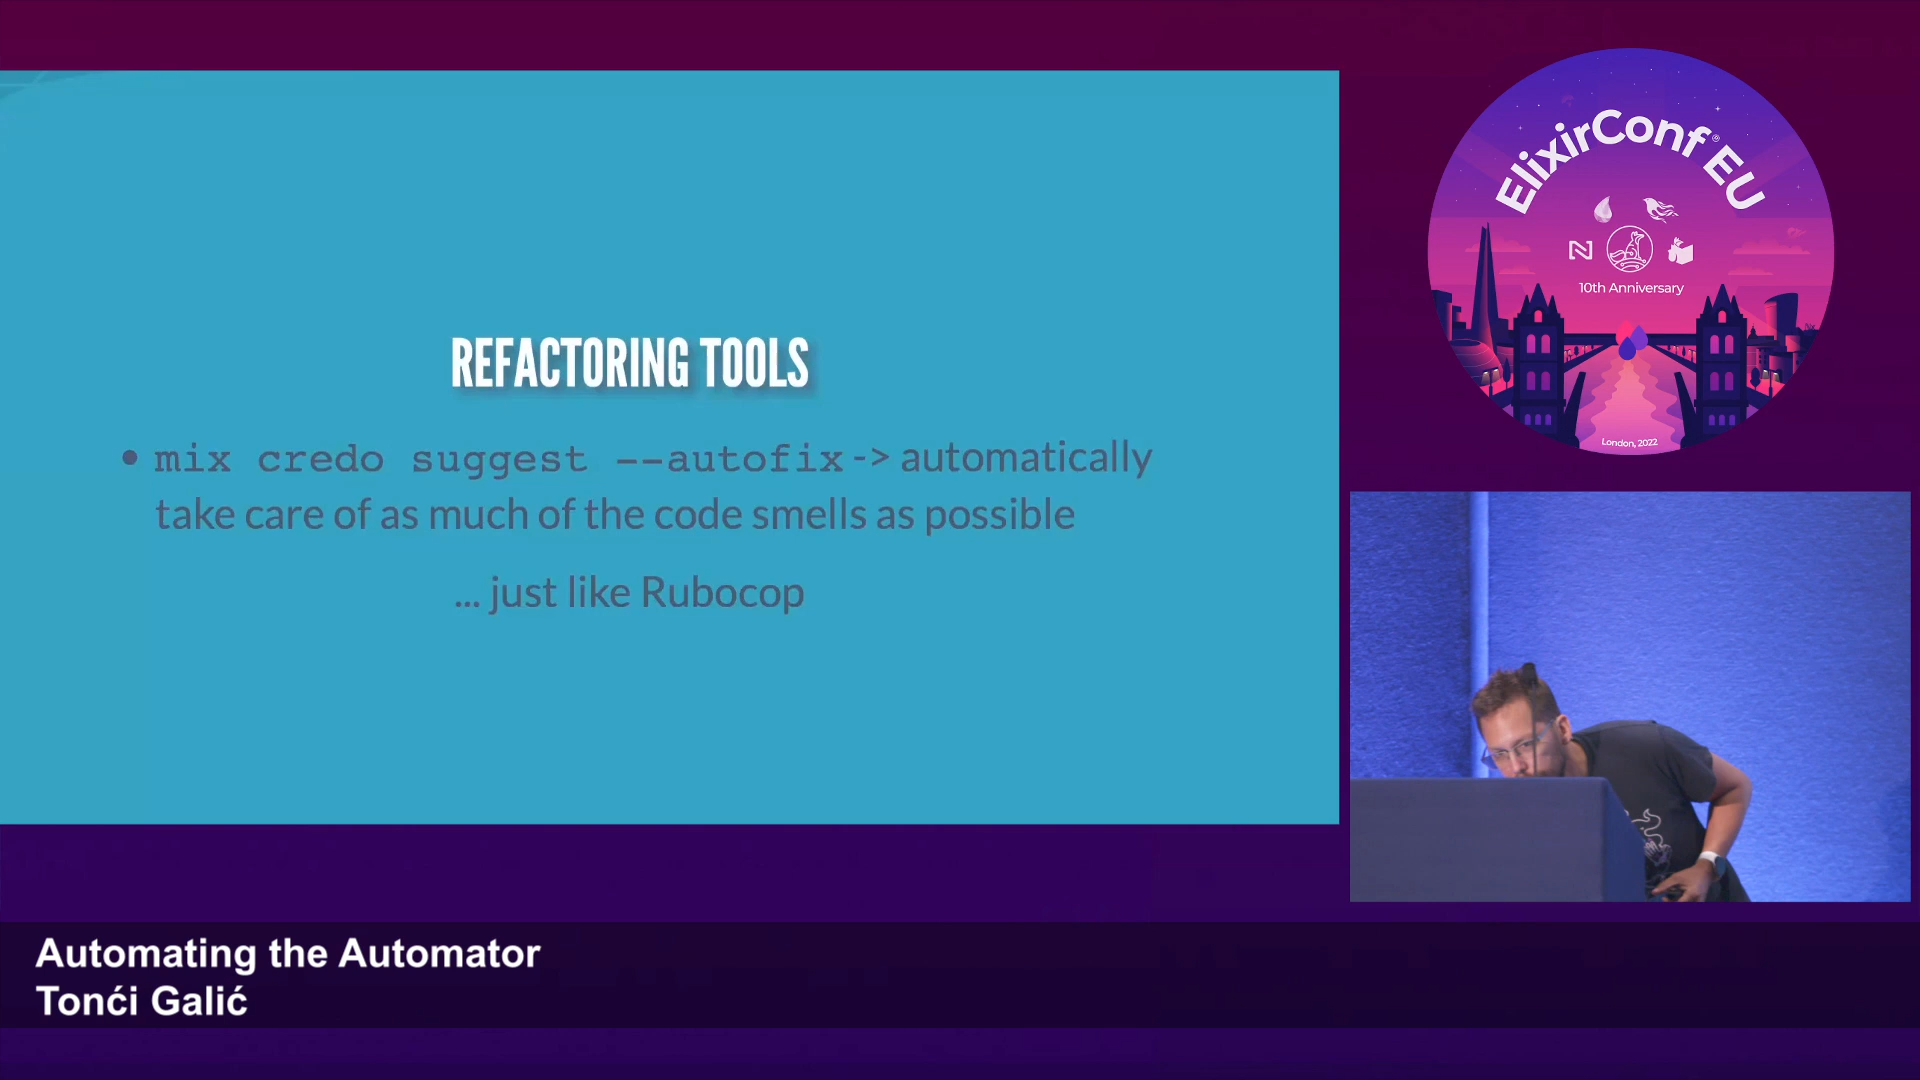 REFACTORING TOOLS
• mix credo suggest --autofix -> automatically
take care of as much of the code smells as possible
... just like Rubocop
ElixirConf® EU
10th Anniversary
London, 2022
Automating the Automator
Tonći Galić